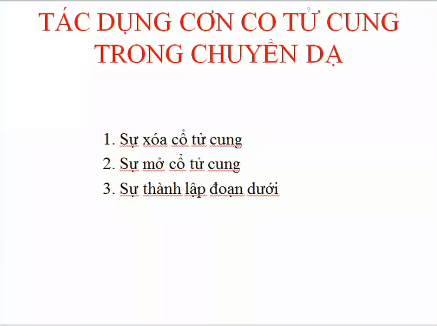 TÁC DỤNG CƠN CO TỬ CUNG
TRONG CHUYỂN DẠ
1. Sự xóa cổ tử cung
2. Sự mở cổ tử cung
3. Sự thành lập đoạn dưới